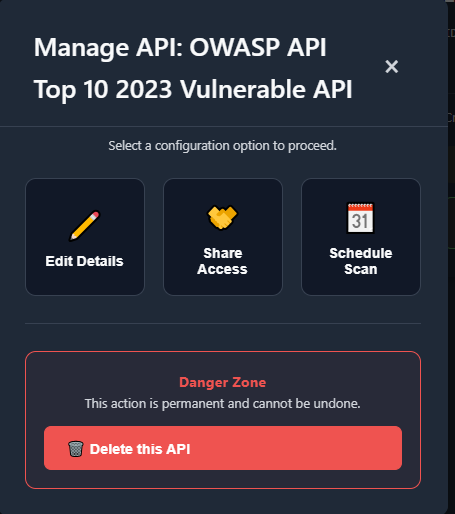 Manage API: OWASP API
Top 10 2023 Vulnerable API
×
Select a configuration option to proceed.
Edit Details
Share
Access
31
Schedule
Scan
Danger Zone
This action is permanent and cannot be undone.
Delete this API